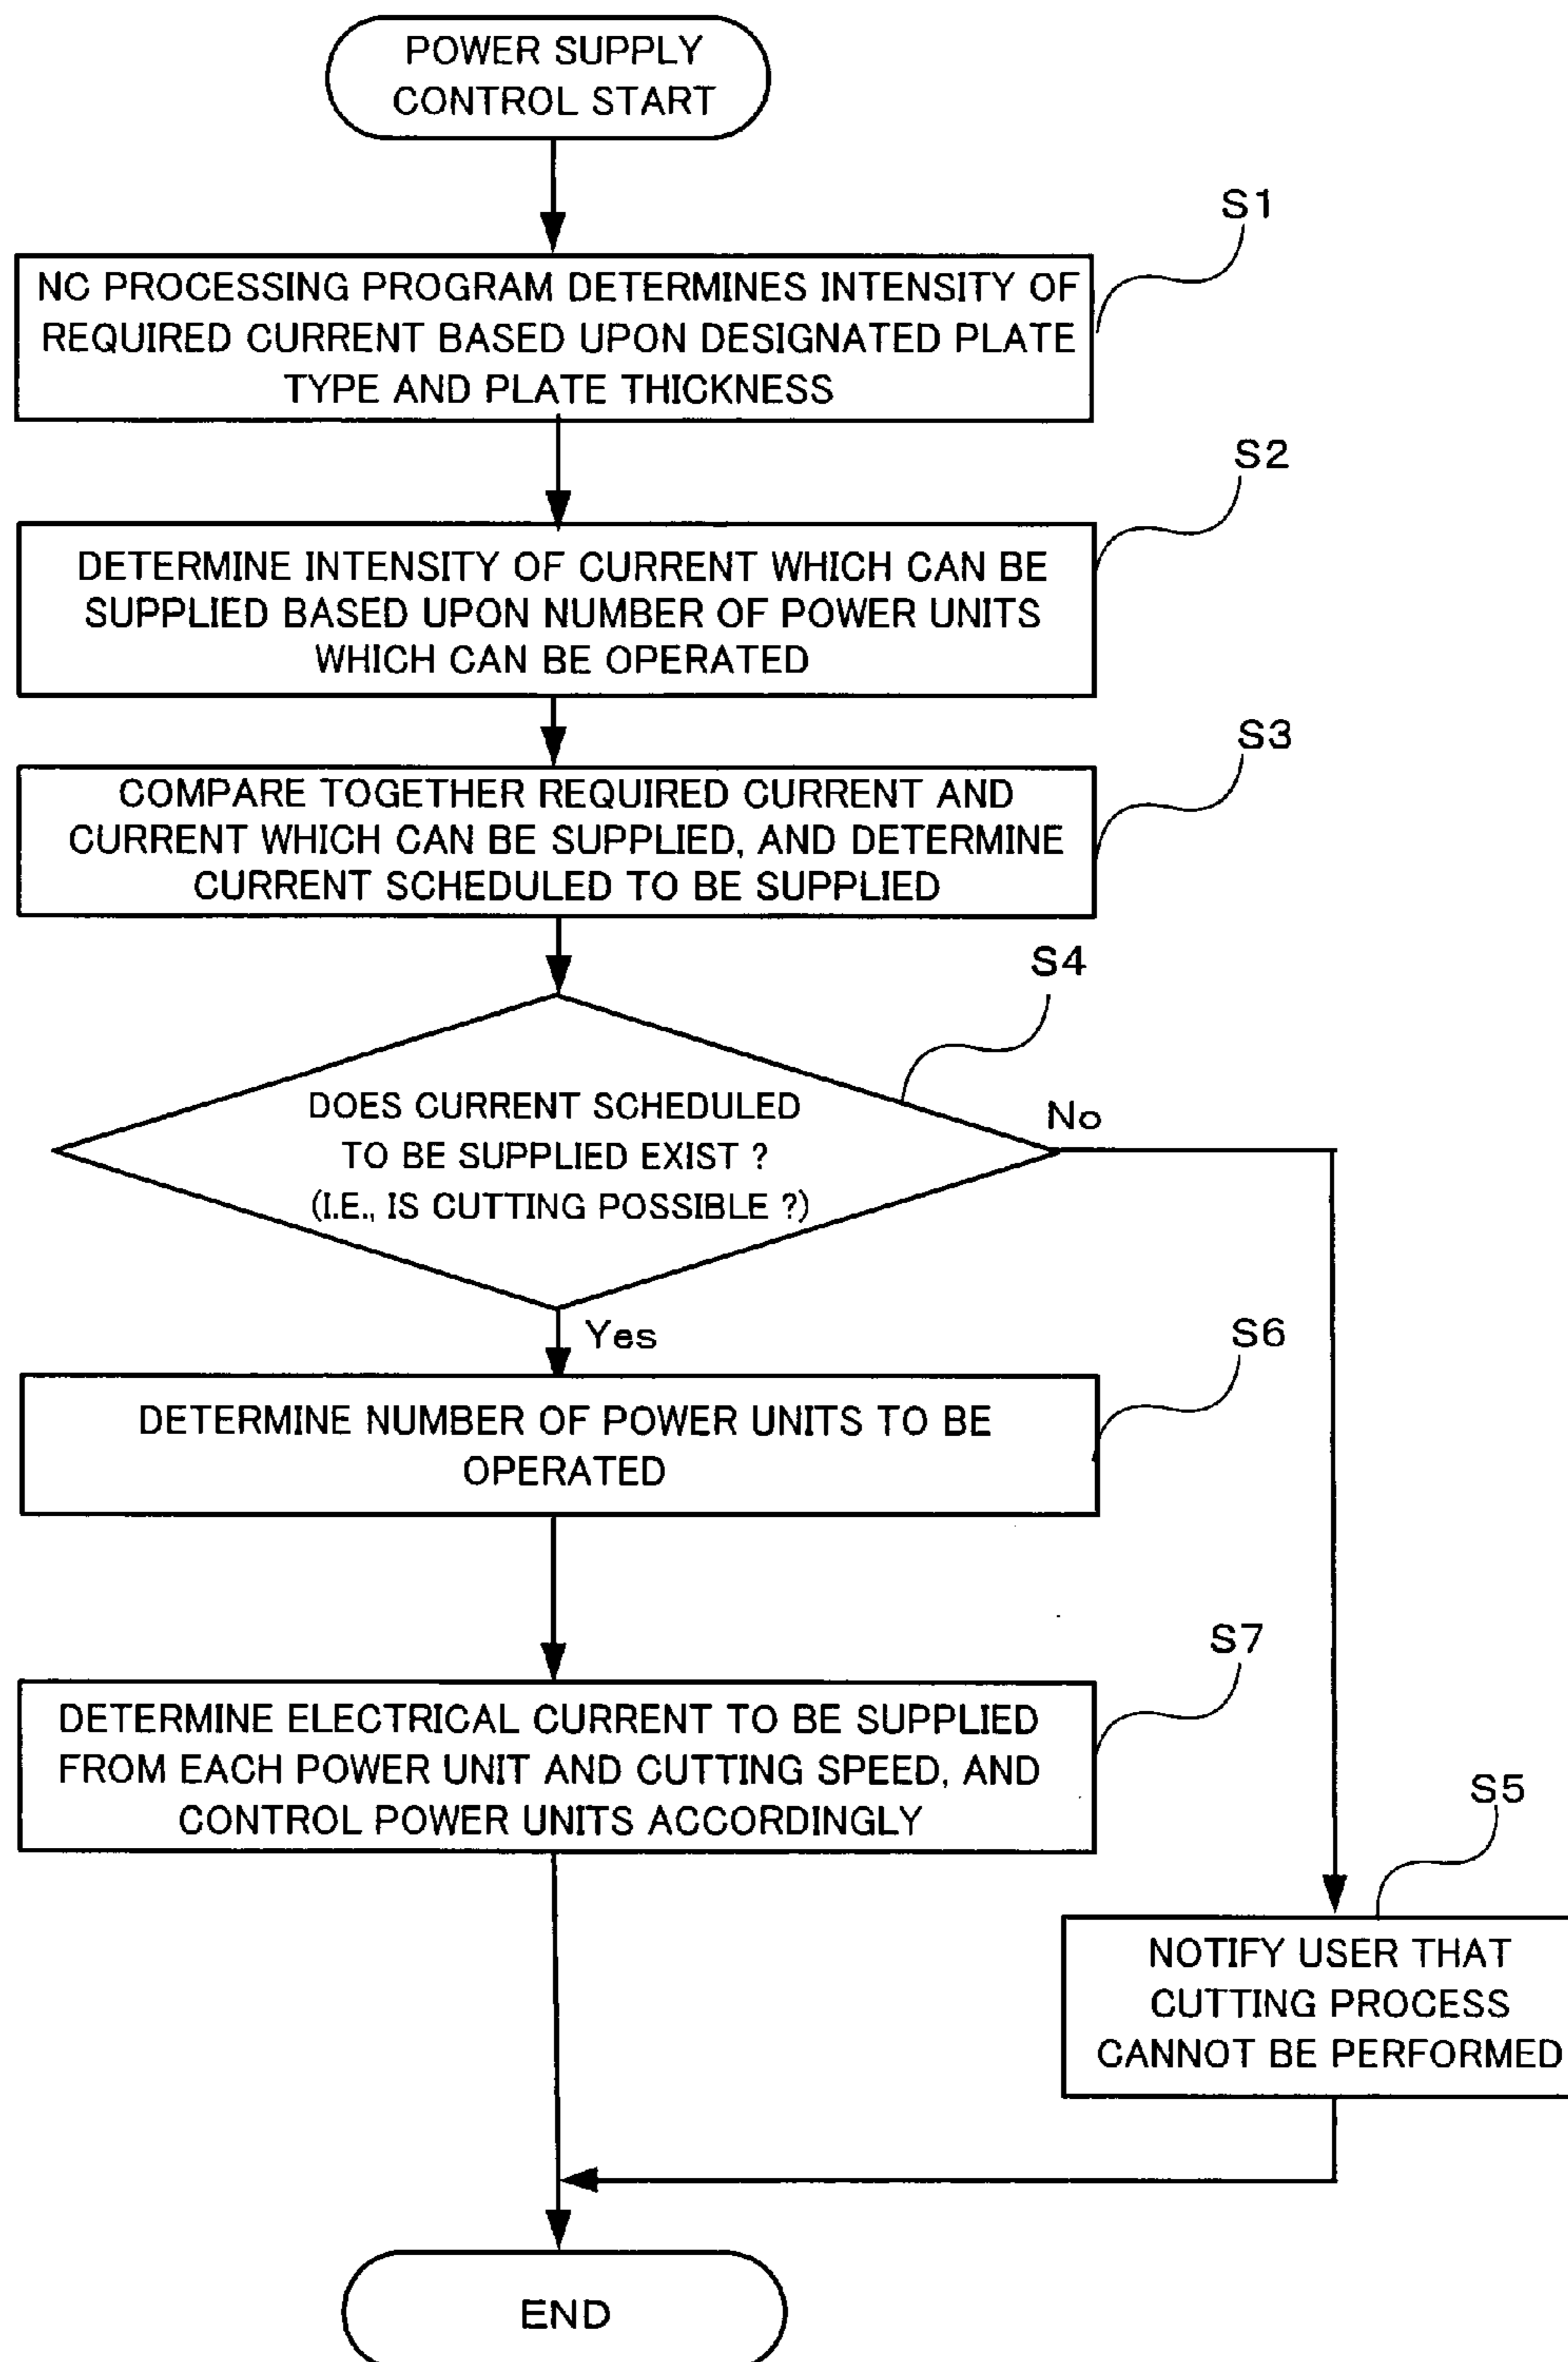 POWER SUPPLY
CONTROL START
S1
NC PROCESSING PROGRAM DETERMINES INTENSITY OF
REQUIRED CURRENT BASED UPON DESIGNATED PLATE
TYPE AND PLATE THICKNESS
S2
DETERMINE INTENSITY OF CURRENT WHICH CAN BE
SUPPLIED BASED UPON NUMBER OF POWER UNITS
WHICH CAN BE OPERATED
S3
COMPARE TOGETHER REQUIRED CURRENT AND
CURRENT WHICH CAN BE SUPPLIED, AND DETERMINE
CURRENT SCHEDULED TO BE SUPPLIED
S4
DOES CURRENT SCHEDULED
TO BE SUPPLIED EXIST ?
(I.E., IS CUTTING POSSIBLE ?)
No
Yes
S6
DETERMINE NUMBER OF POWER UNITS TO BE
OPERATED
S7
DETERMINE ELECTRICAL CURRENT TO BE SUPPLIED
FROM EACH POWER UNIT AND CUTTING SPEED, AND
CONTROL POWER UNITS ACCORDINGLY
S5
NOTIFY USER THAT
CUTTING PROCESS
CANNOT BE PERFORMED
END